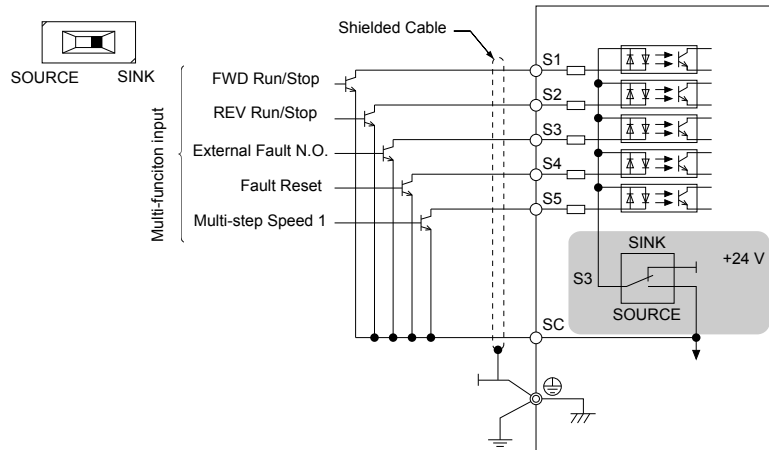 Shielded Cable
SOURCE SINK
Multi-funciton input
FWD Run/Stop
REV Run/Stop
External Fault N.O.
Fault Reset
Multi-step Speed 1
S1
S2
S3
S4
S5
SINK
+24 V
S3
SOURCE
SC